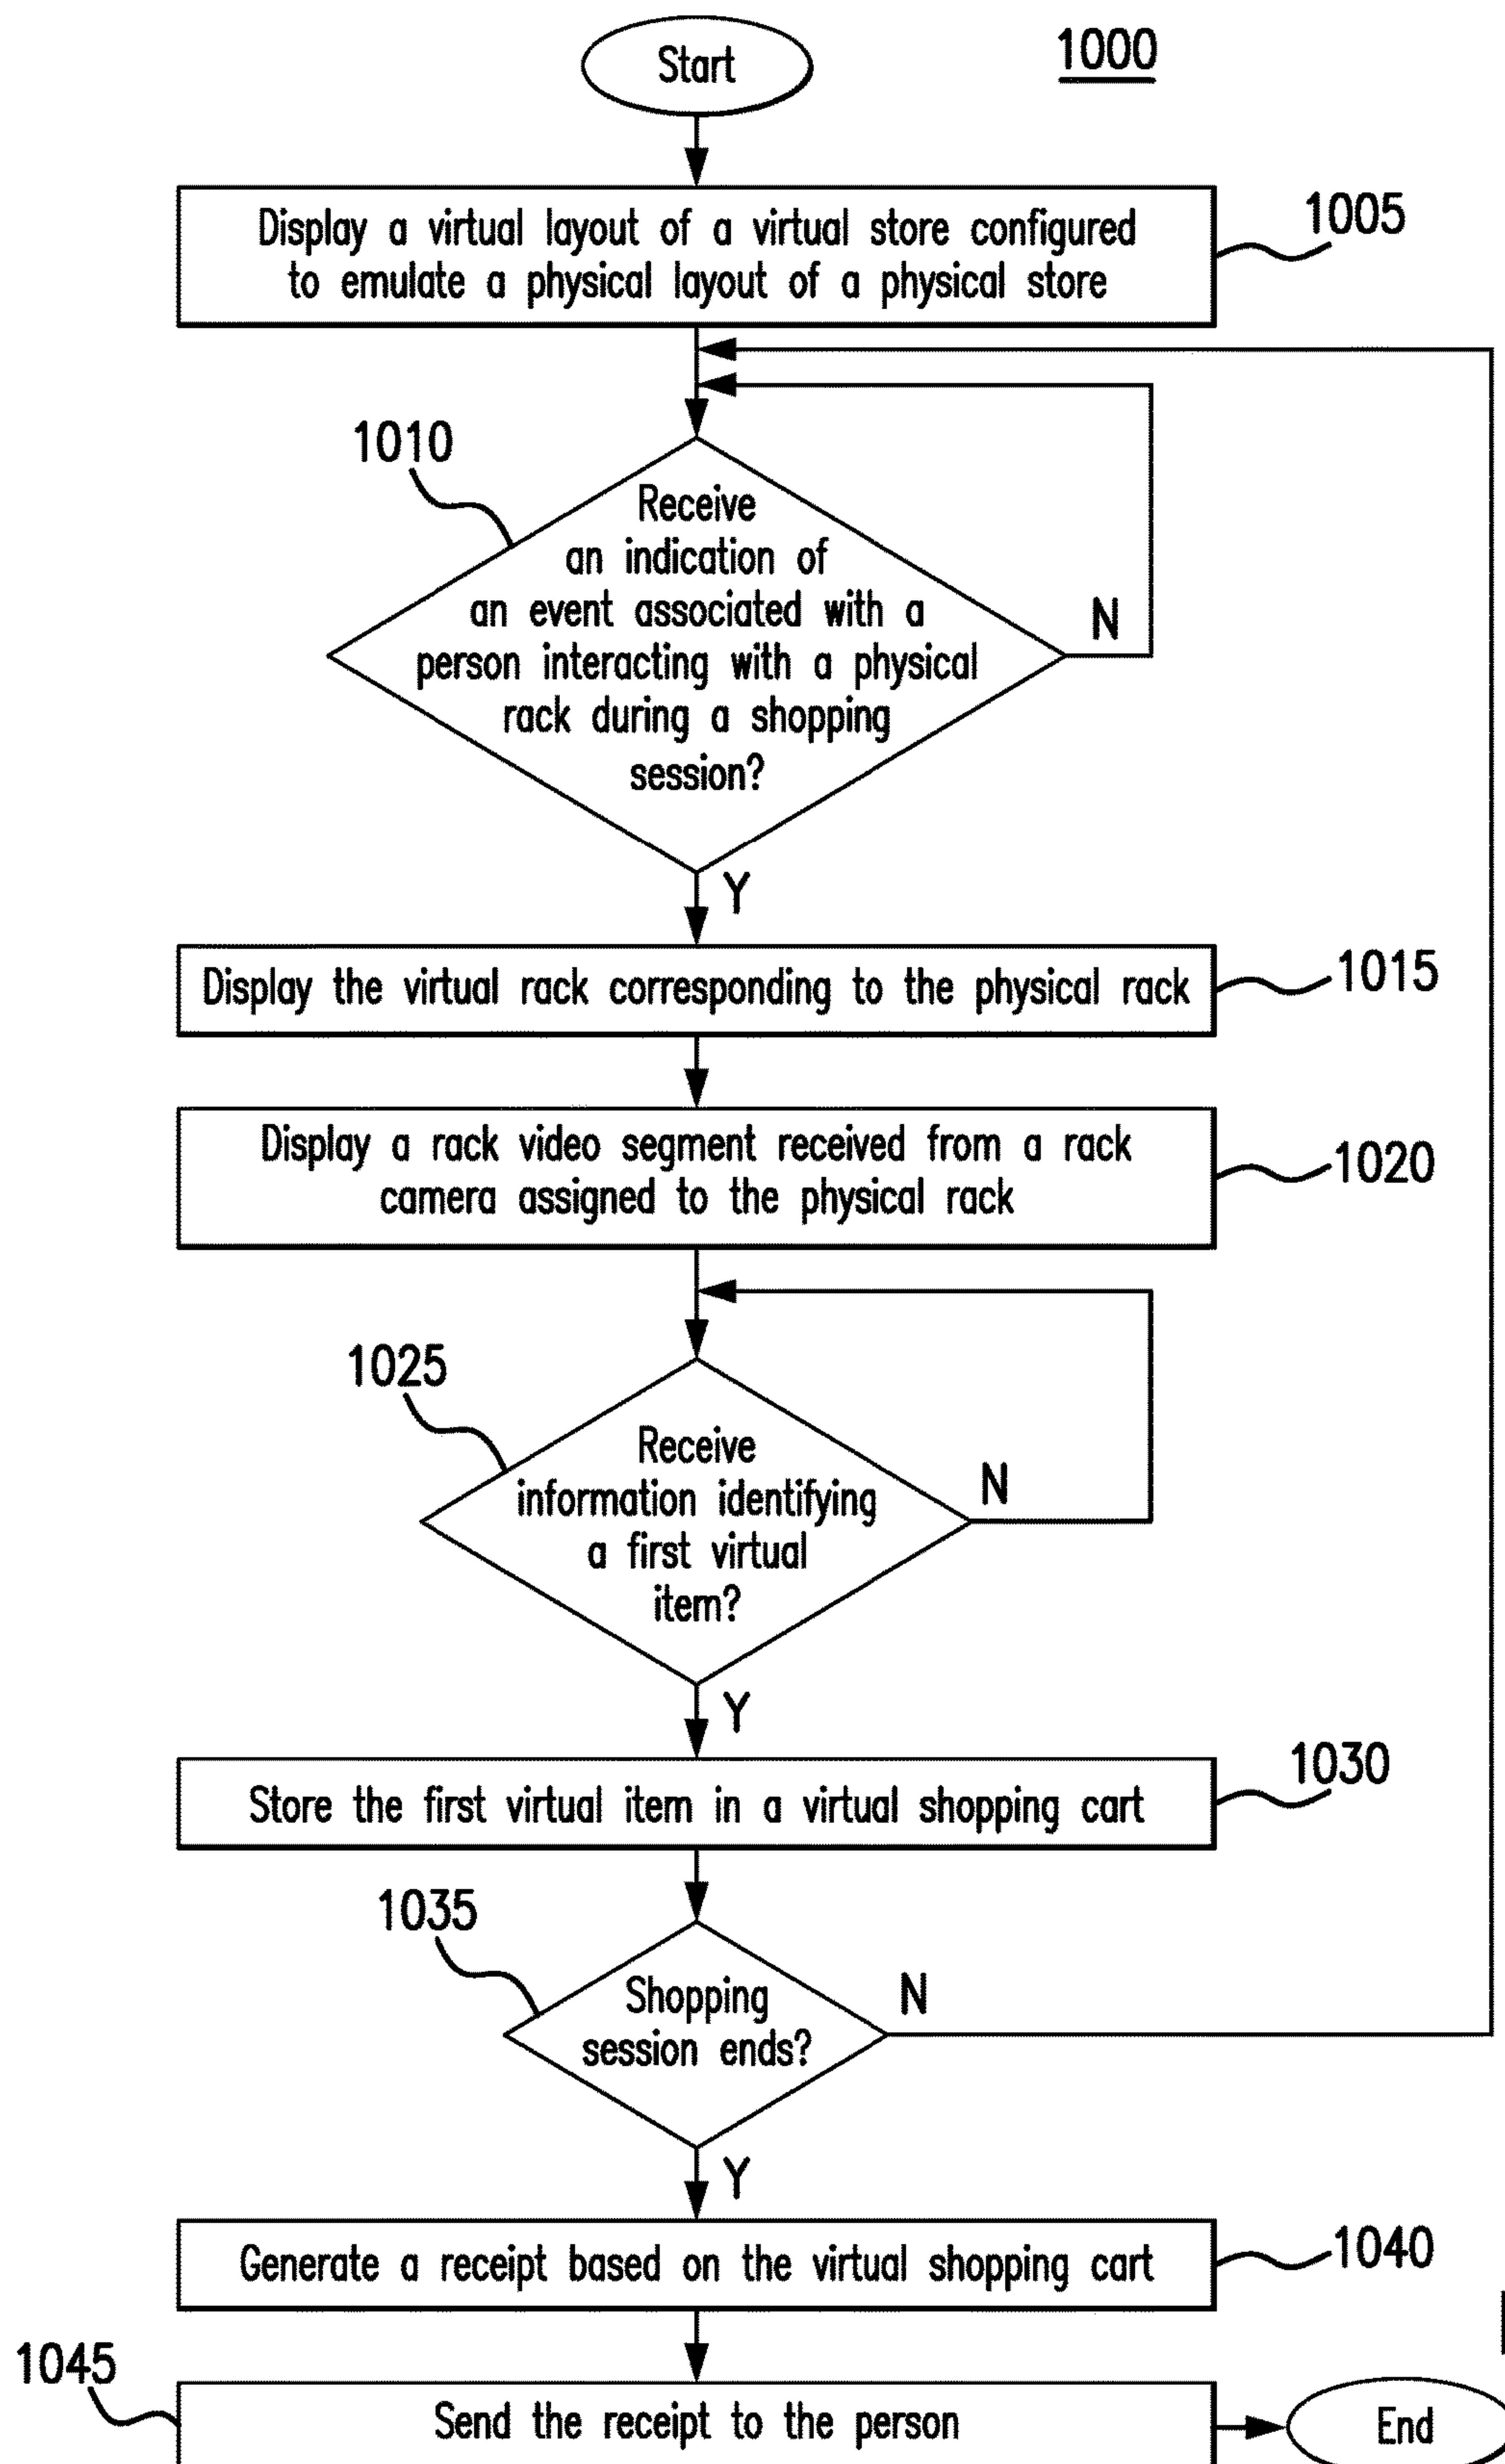 Start
1000
Display a virtual layout of a virtual store configured
to emulate a physical layout of a physical store
1005
1010
Receive
an indication of
an event associated with a
person interacting with a physical
rack during a shopping
session?
N
Y
Display the virtual rack corresponding to the physical rack
1015
Display a rack video segment received from a rack
camera assigned to the physical rack
1020
1025
Receive
information identifying
a first virtual
item?
N
Y
Store the first virtual item in a virtual shopping cart
1030
1035
Shopping
session ends?
N
Y
Generate a receipt based on the virtual shopping cart
1040
1045
Send the receipt to the person
End